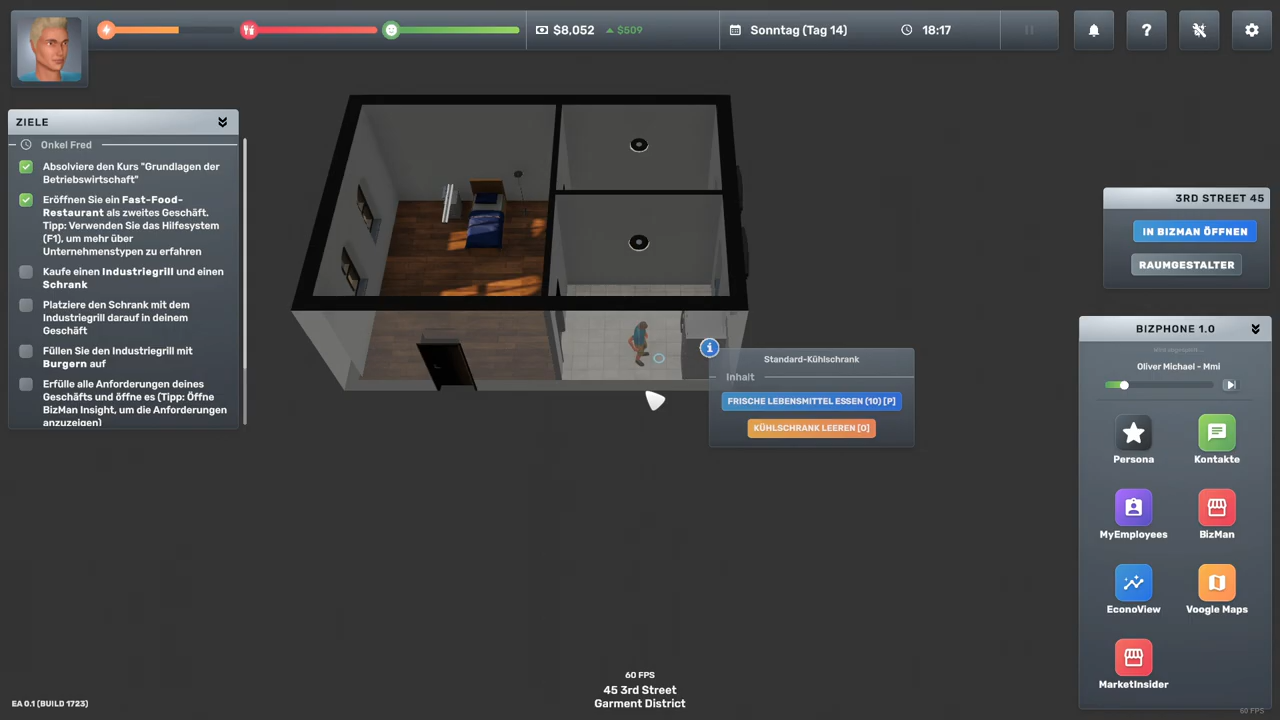 $8,052
$509
Sonntag (Tag 14)
18:17
?
ZIELE
Onkel Fred
Absolviere den Kurs "Grundlagen der
Betriebswirtschaft"
Eröffnen Sie ein Fast-Food-
Restaurant als zweites Geschäft.
Tipp: Verwenden Sie das Hilfesystem
(F1), um mehr über
Unternehmenstypen zu erfahren
Kaufe einen Industriegrill und einen
Schrank
Platziere den Schrank mit dem
Industriegrill darauf in deinem
Geschäft
Füllen Sie den Industriegrill mit
Burgern auf
Erfülle alle Anforderungen deines
Geschäfts und öffne es (Tipp: Öffne
BizMan Insight, um die Anforderungen
anzuzeigen)
3RD STREET 45
IN BIZMAN ÖFFNEN
RAUMGESTALTER
Standard-Kühlschrank
Inhalt
FRISCHE LEBENSMITTEL ESSEN (10) [P]
KÜHLSCHRANK LEEREN [O]
BIZPHONE 1.0
Wird abgespielt...
Oliver Michael - Mmi
Persona
Kontakte
MyEmployees
BizMan
EconoView
Voogle Maps
MarketInsider
60 FPS
45 3rd Street
Garment District
EA 0.1 (BUILD 1723)
60 FPS